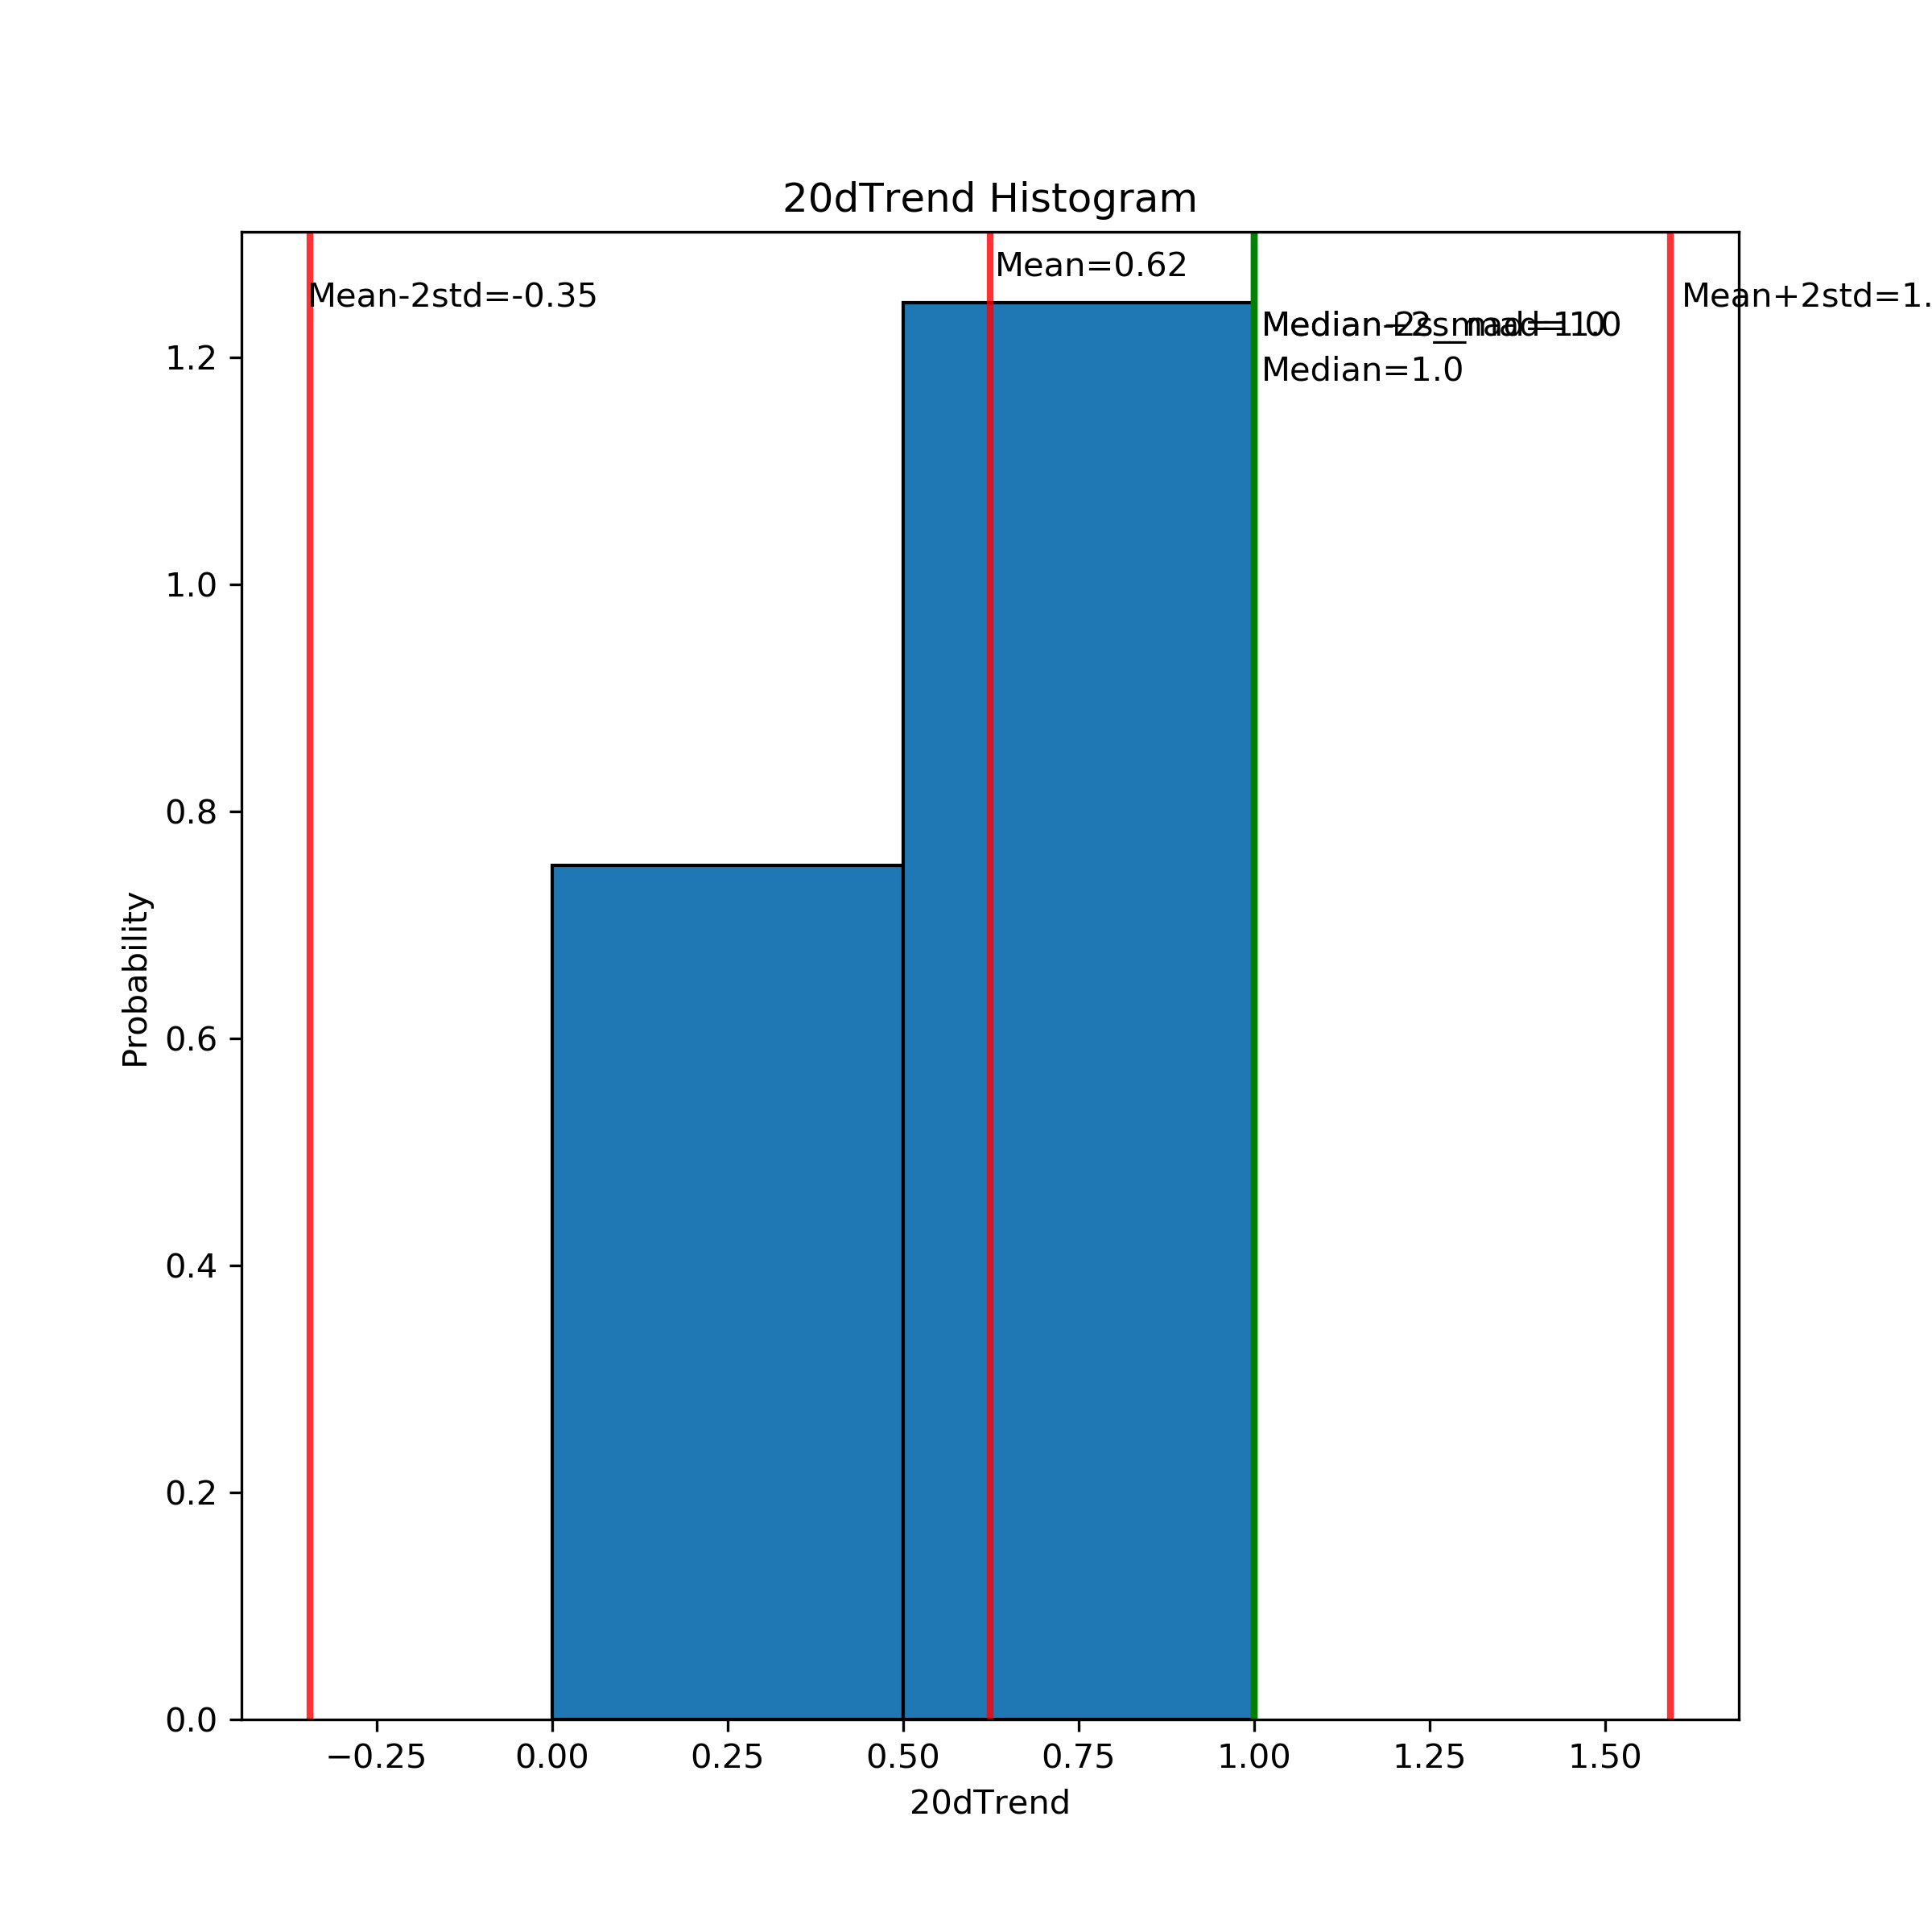 20dTrend Histogram
Mean=0.62
Mean-2std=-0.35
Mean+2std=1.
Median=1.0
1.2
1.0
0.8
0.6
0.4
0.2
0.0
Probability
−0.25 0.00 0.25 0.50 0.75 1.00 1.25 1.50
20dTrend